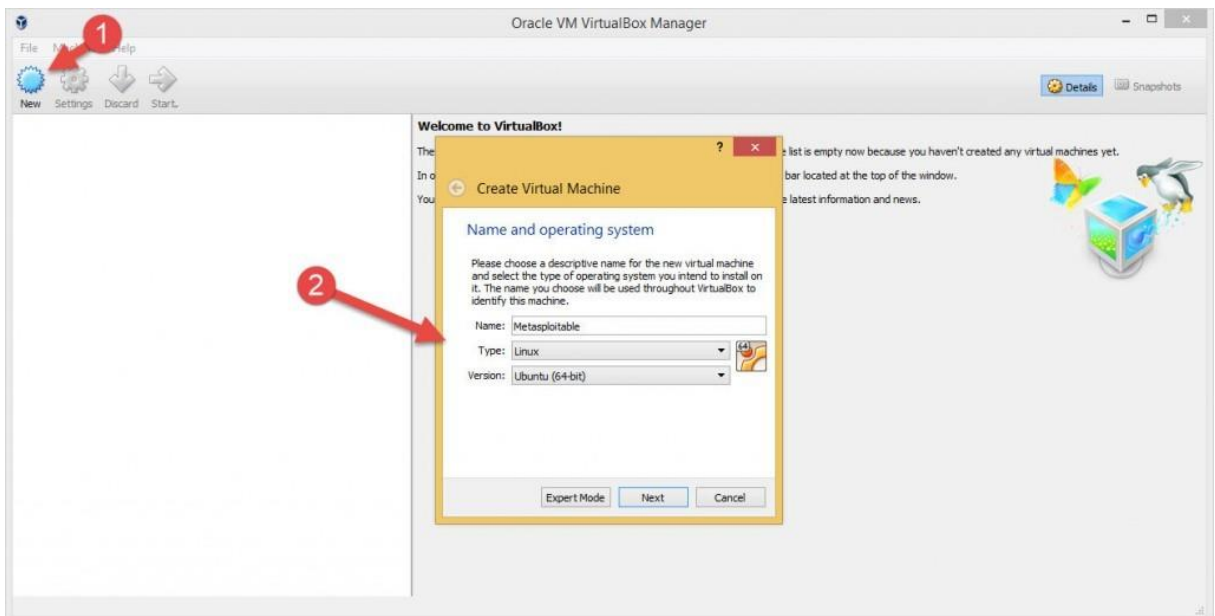 Oracle VM VirtualBox Manager
1
File Help
New Settings Discard Start.
Details Snapshots
Welcome to VirtualBox!
The list is empty now because you haven't created any virtual machines yet.
bar located at the top of the window.
latest information and news.
? ×
Create Virtual Machine
Name and operating system
Please choose a descriptive name for the new virtual machine
and select the type of operating system you intend to install on
it. The name you choose will be used throughout VirtualBox to
identify this machine.
2
Name: Metasploitable
Type: Linux
64
Version: Ubuntu (64-bit)
Expert Mode Next Cancel